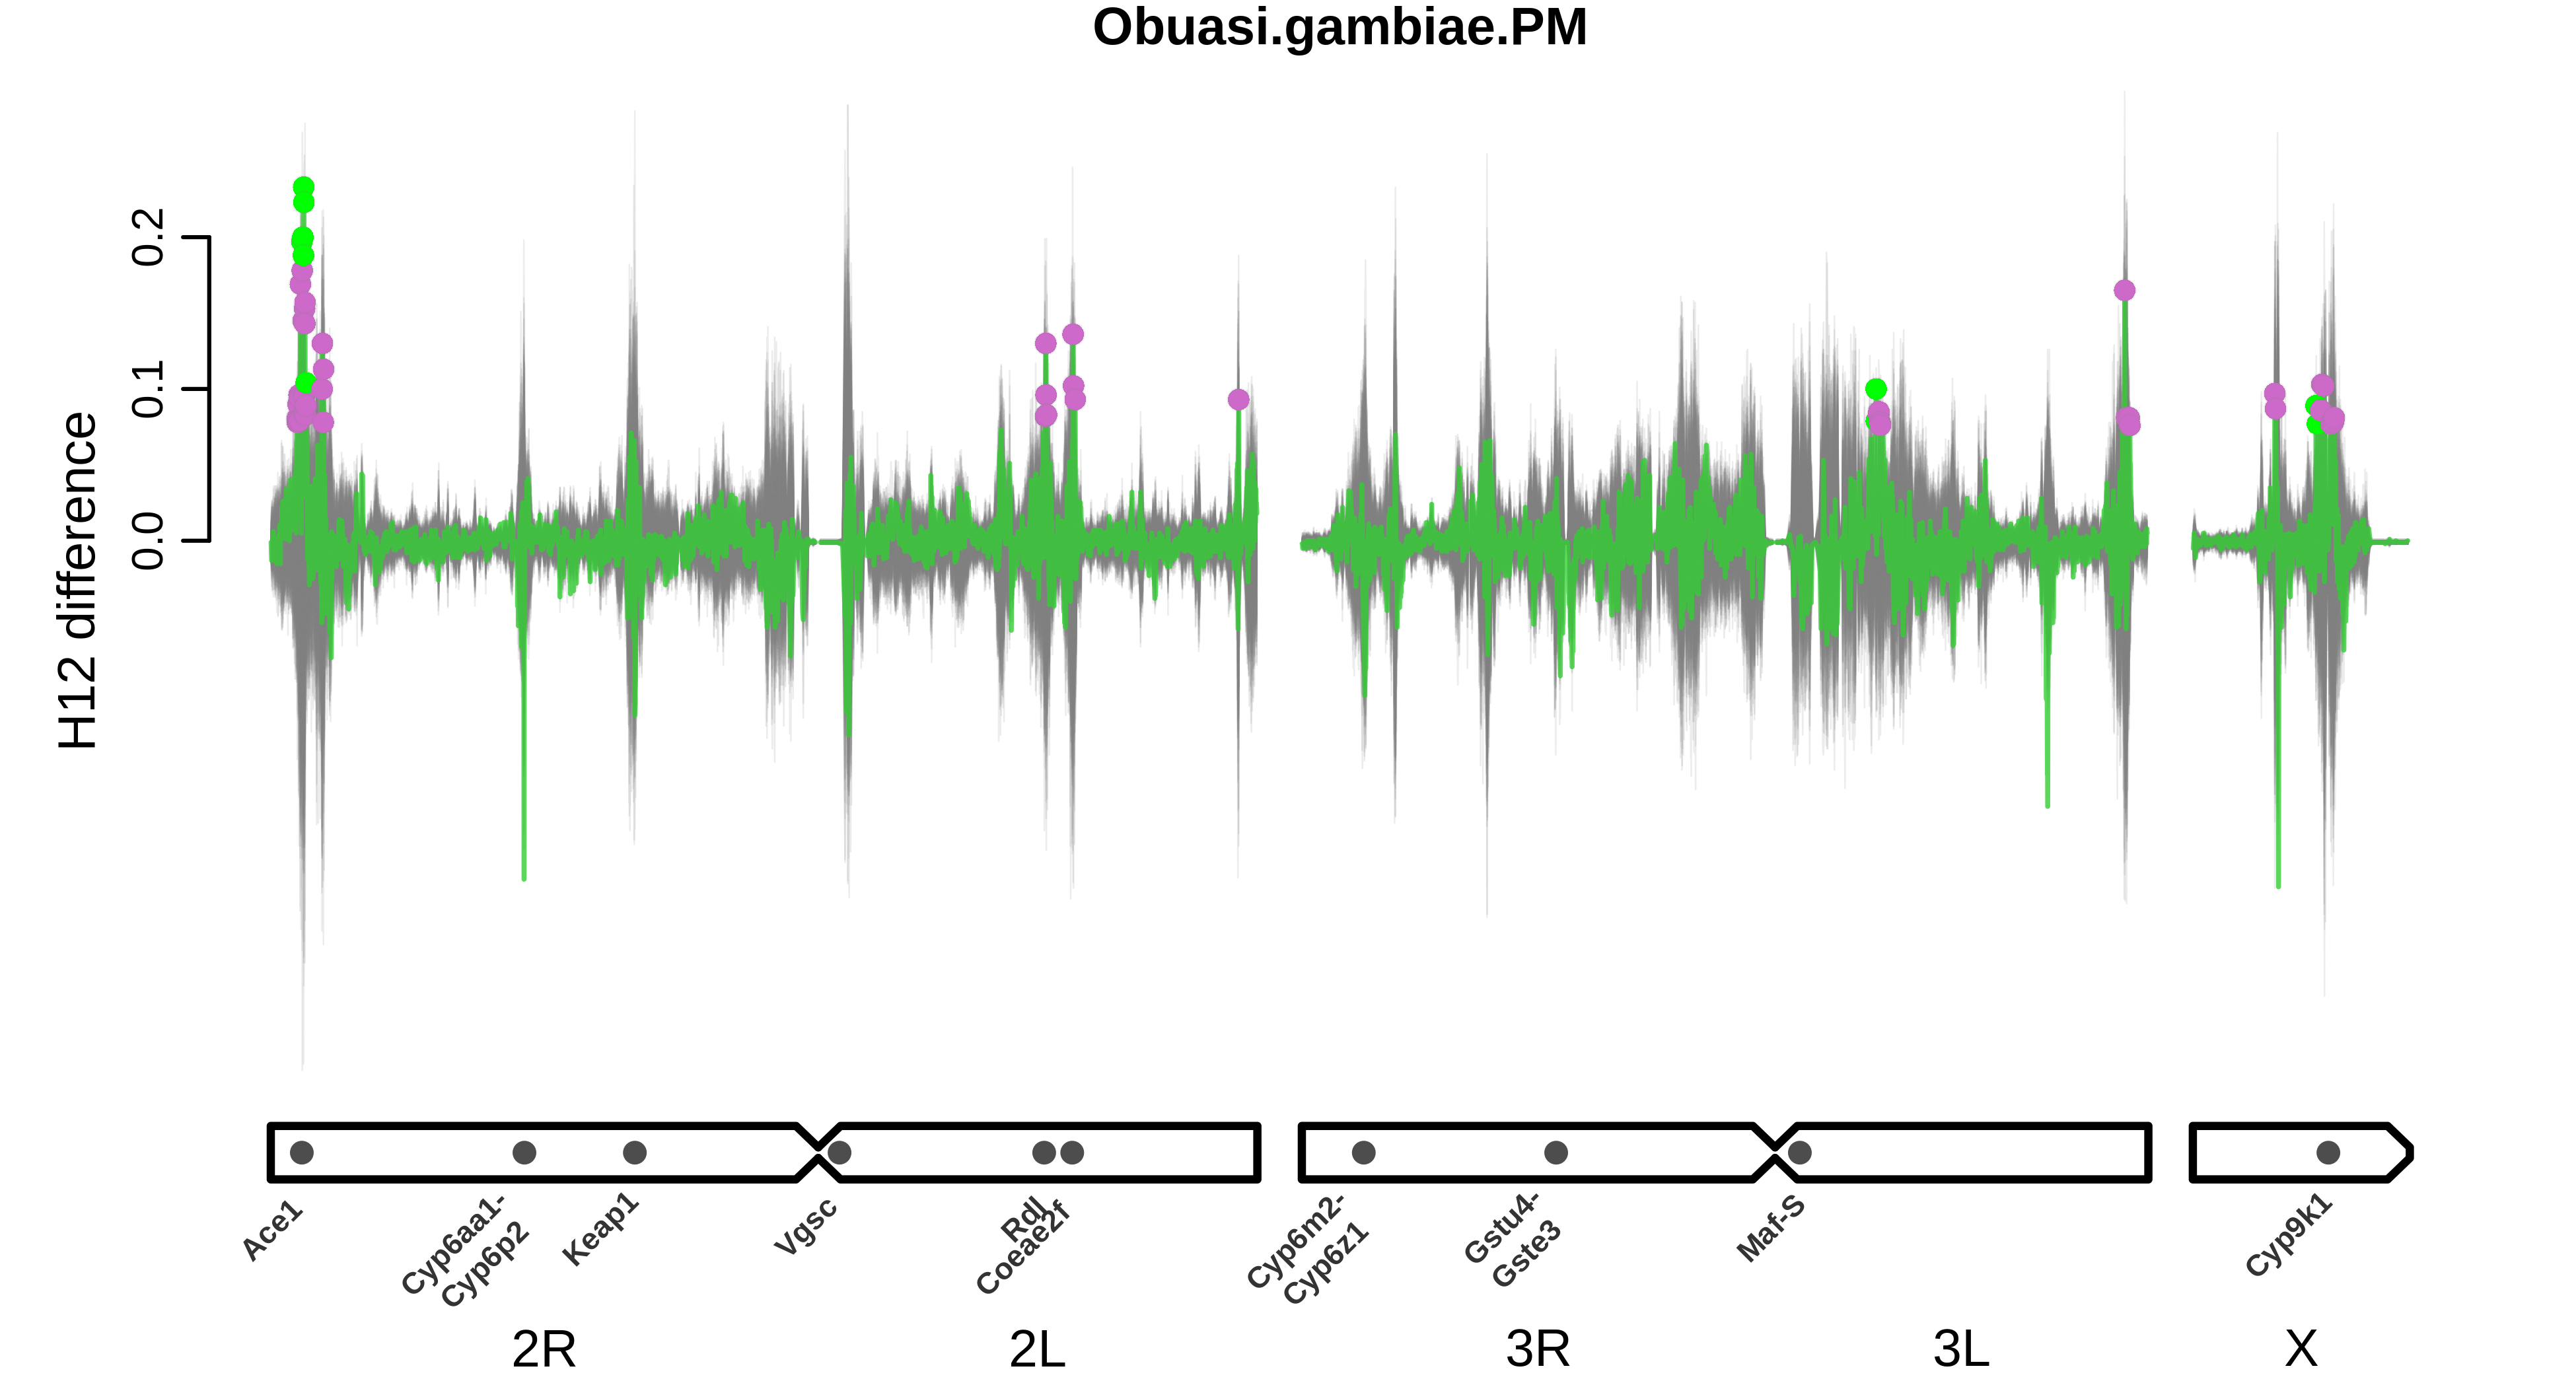 Obuasi.gambiae.PM
H12 difference
0.2
0.1
0.0
Ace1
Cyp6aa1-
Cyp6p2
Keap1
Vgsc
Rdl
Coeae2f
Cyp6m2-
Cyp6z1
Gstu4-
Gste3
Maf-S
Cyp9k1
2R
2L
3R
3L
X